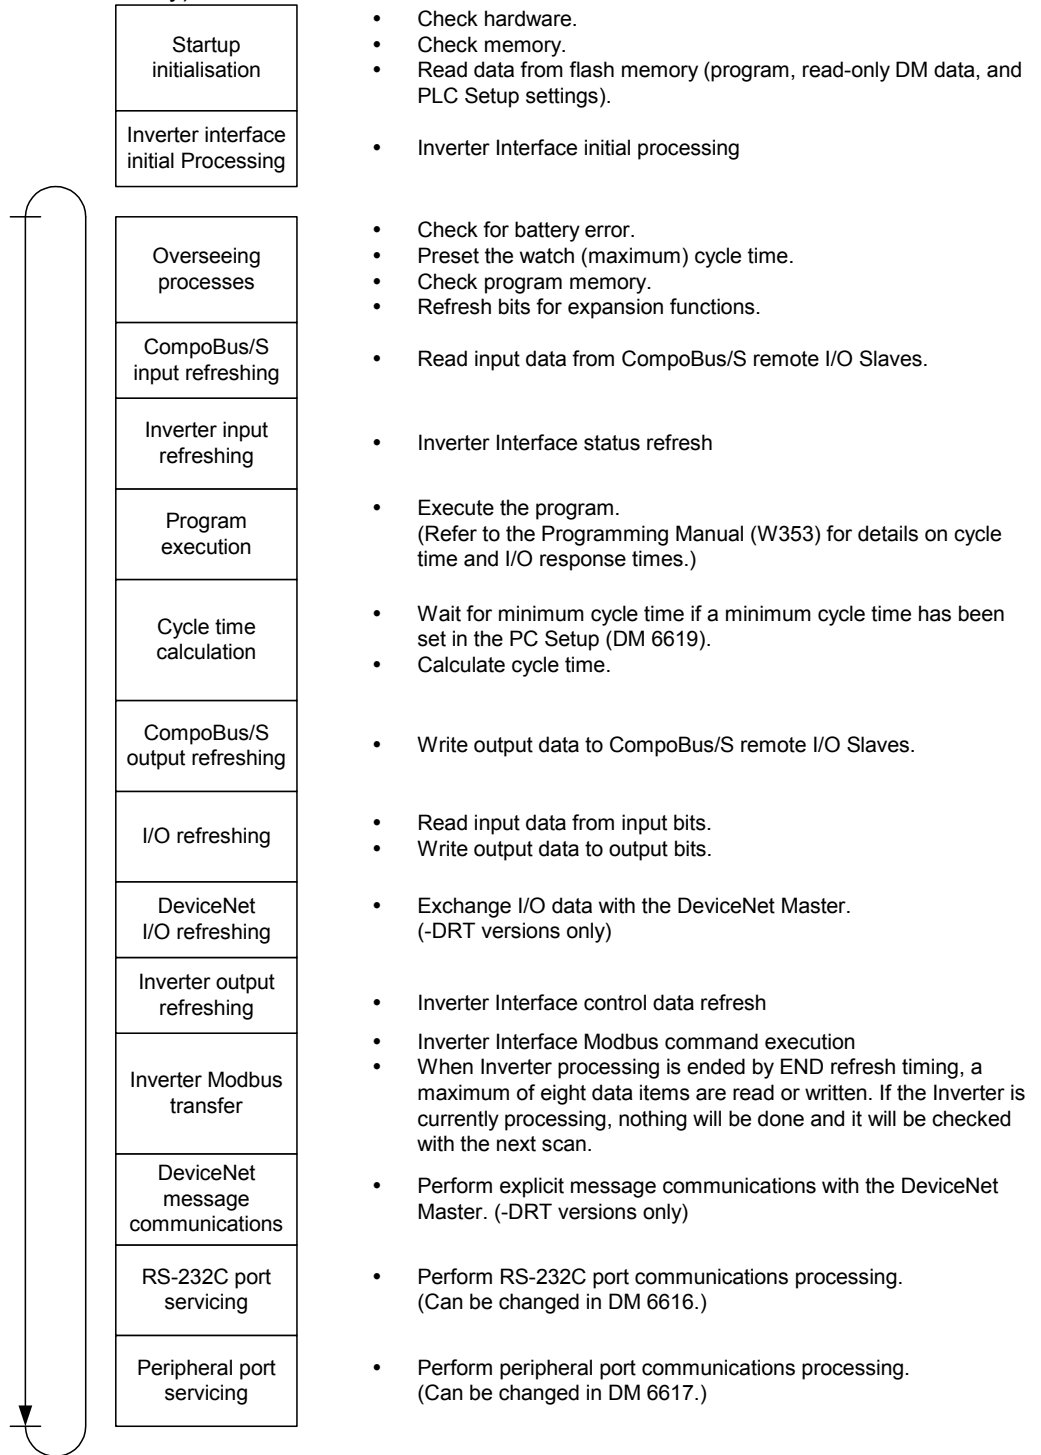 Startup
initialisation
• Check hardware.
• Check memory.
• Read data from flash memory (program, read-only DM data, and
PLC Setup settings).
Inverter interface
initial Processing
• Inverter Interface initial processing
Overseeing
processes
• Check for battery error.
• Preset the watch (maximum) cycle time.
• Check program memory.
• Refresh bits for expansion functions.
CompoBus/S
input refreshing
• Read input data from CompoBus/S remote I/O Slaves.
Inverter input
refreshing
• Inverter Interface status refresh
Program
execution
• Execute the program.
(Refer to the Programming Manual (W353) for details on cycle
time and I/O response times.)
Cycle time
calculation
• Wait for minimum cycle time if a minimum cycle time has been
set in the PC Setup (DM 6619).
• Calculate cycle time.
CompoBus/S
output refreshing
• Write output data to CompoBus/S remote I/O Slaves.
I/O refreshing
• Read input data from input bits.
• Write output data to output bits.
DeviceNet
I/O refreshing
• Exchange I/O data with the DeviceNet Master.
(-DRT versions only)
Inverter output
refreshing
• Inverter Interface control data refresh
Inverter Modbus
transfer
• Inverter Interface Modbus command execution
• When Inverter processing is ended by END refresh timing, a
maximum of eight data items are read or written. If the Inverter is
currently processing, nothing will be done and it will be checked
with the next scan.
DeviceNet
message
communications
• Perform explicit message communications with the DeviceNet
Master. (-DRT versions only)
RS-232C port
servicing
• Perform RS-232C port communications processing.
(Can be changed in DM 6616.)
Peripheral port
servicing
• Perform peripheral port communications processing.
(Can be changed in DM 6617.)